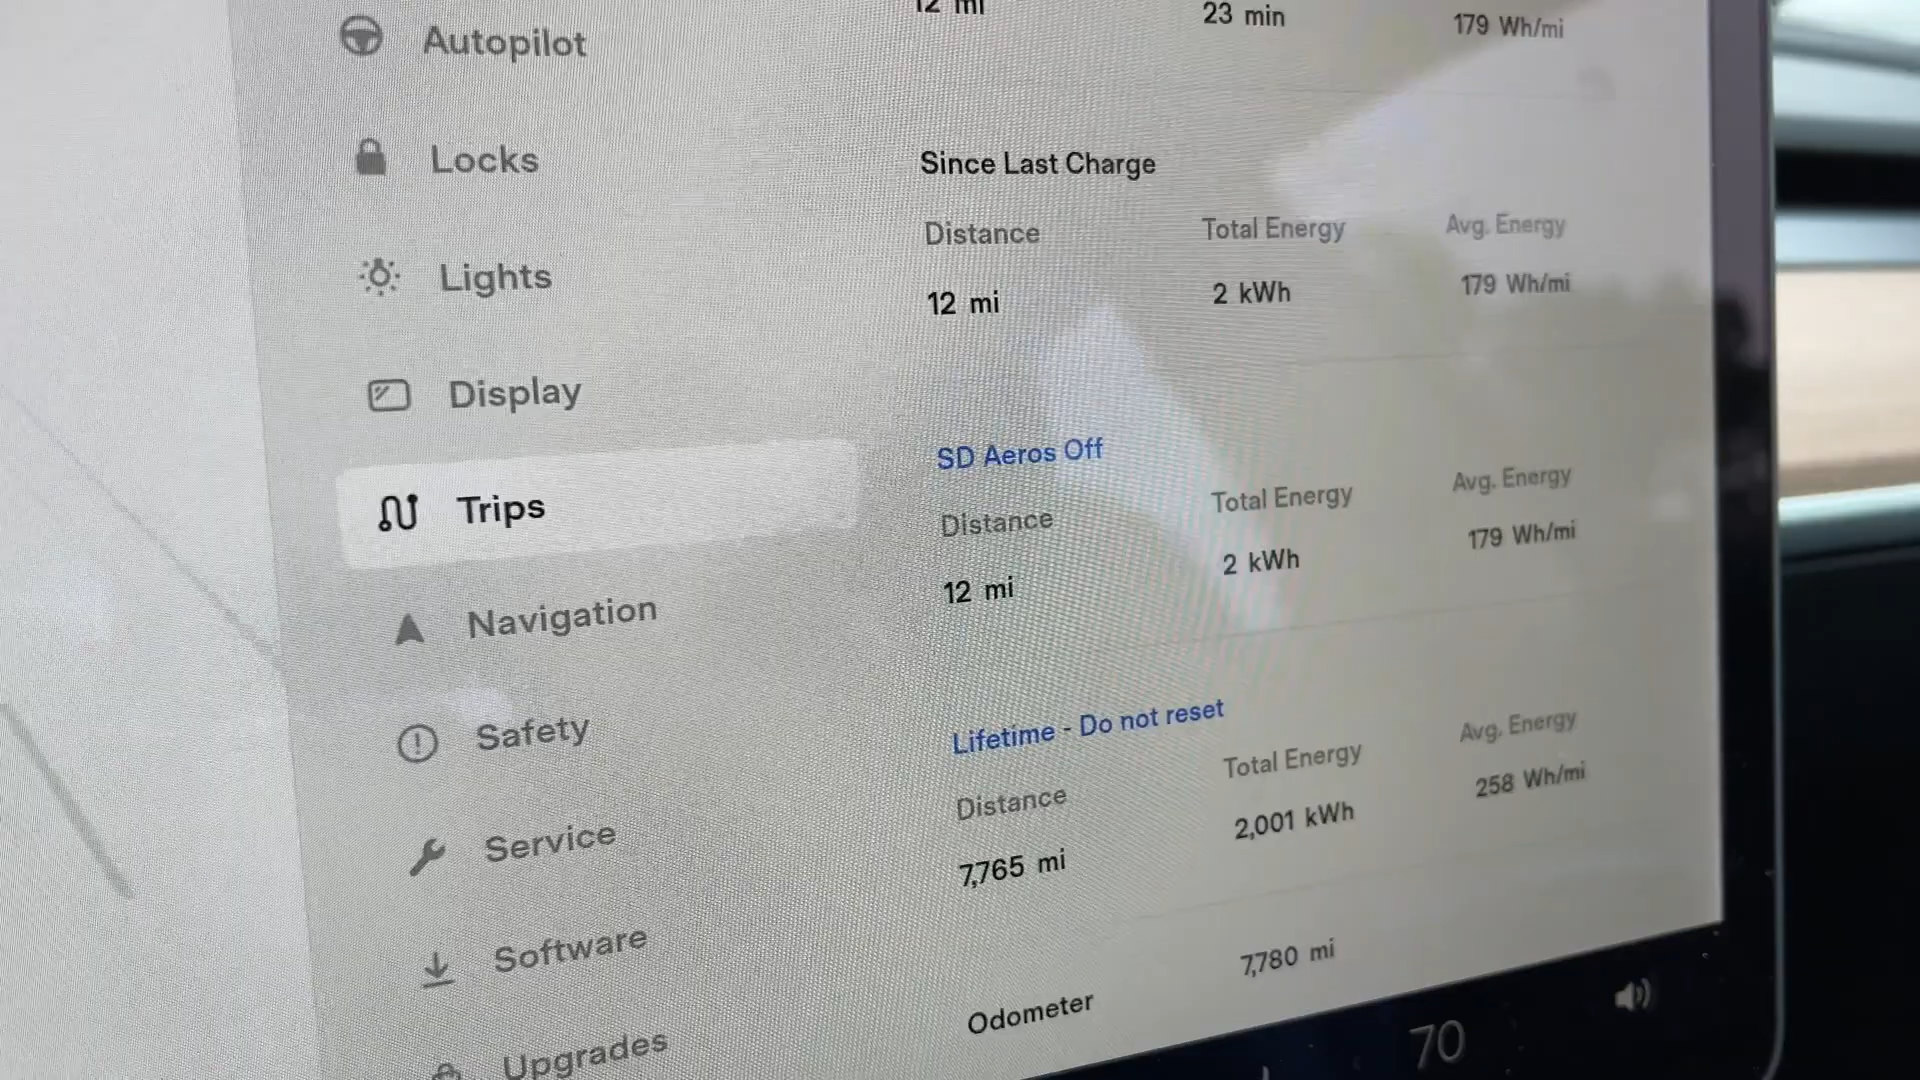 Autopilot
Locks
Lights
Display
Trips
Navigation
Safety
Service
Software
Upgrades
12 mi
23 min
179 Wh/mi
Since Last Charge
Distance
Total Energy
Avg. Energy
12 mi
2 kWh
179 Wh/mi
SD Aeros Off
Distance
Total Energy
Avg. Energy
12 mi
2 kWh
179 Wh/mi
Lifetime - Do not reset
Distance
Total Energy
Avg. Energy
7,765 mi
2,001 kWh
258 Wh/mi
Odometer
7,780 mi
70